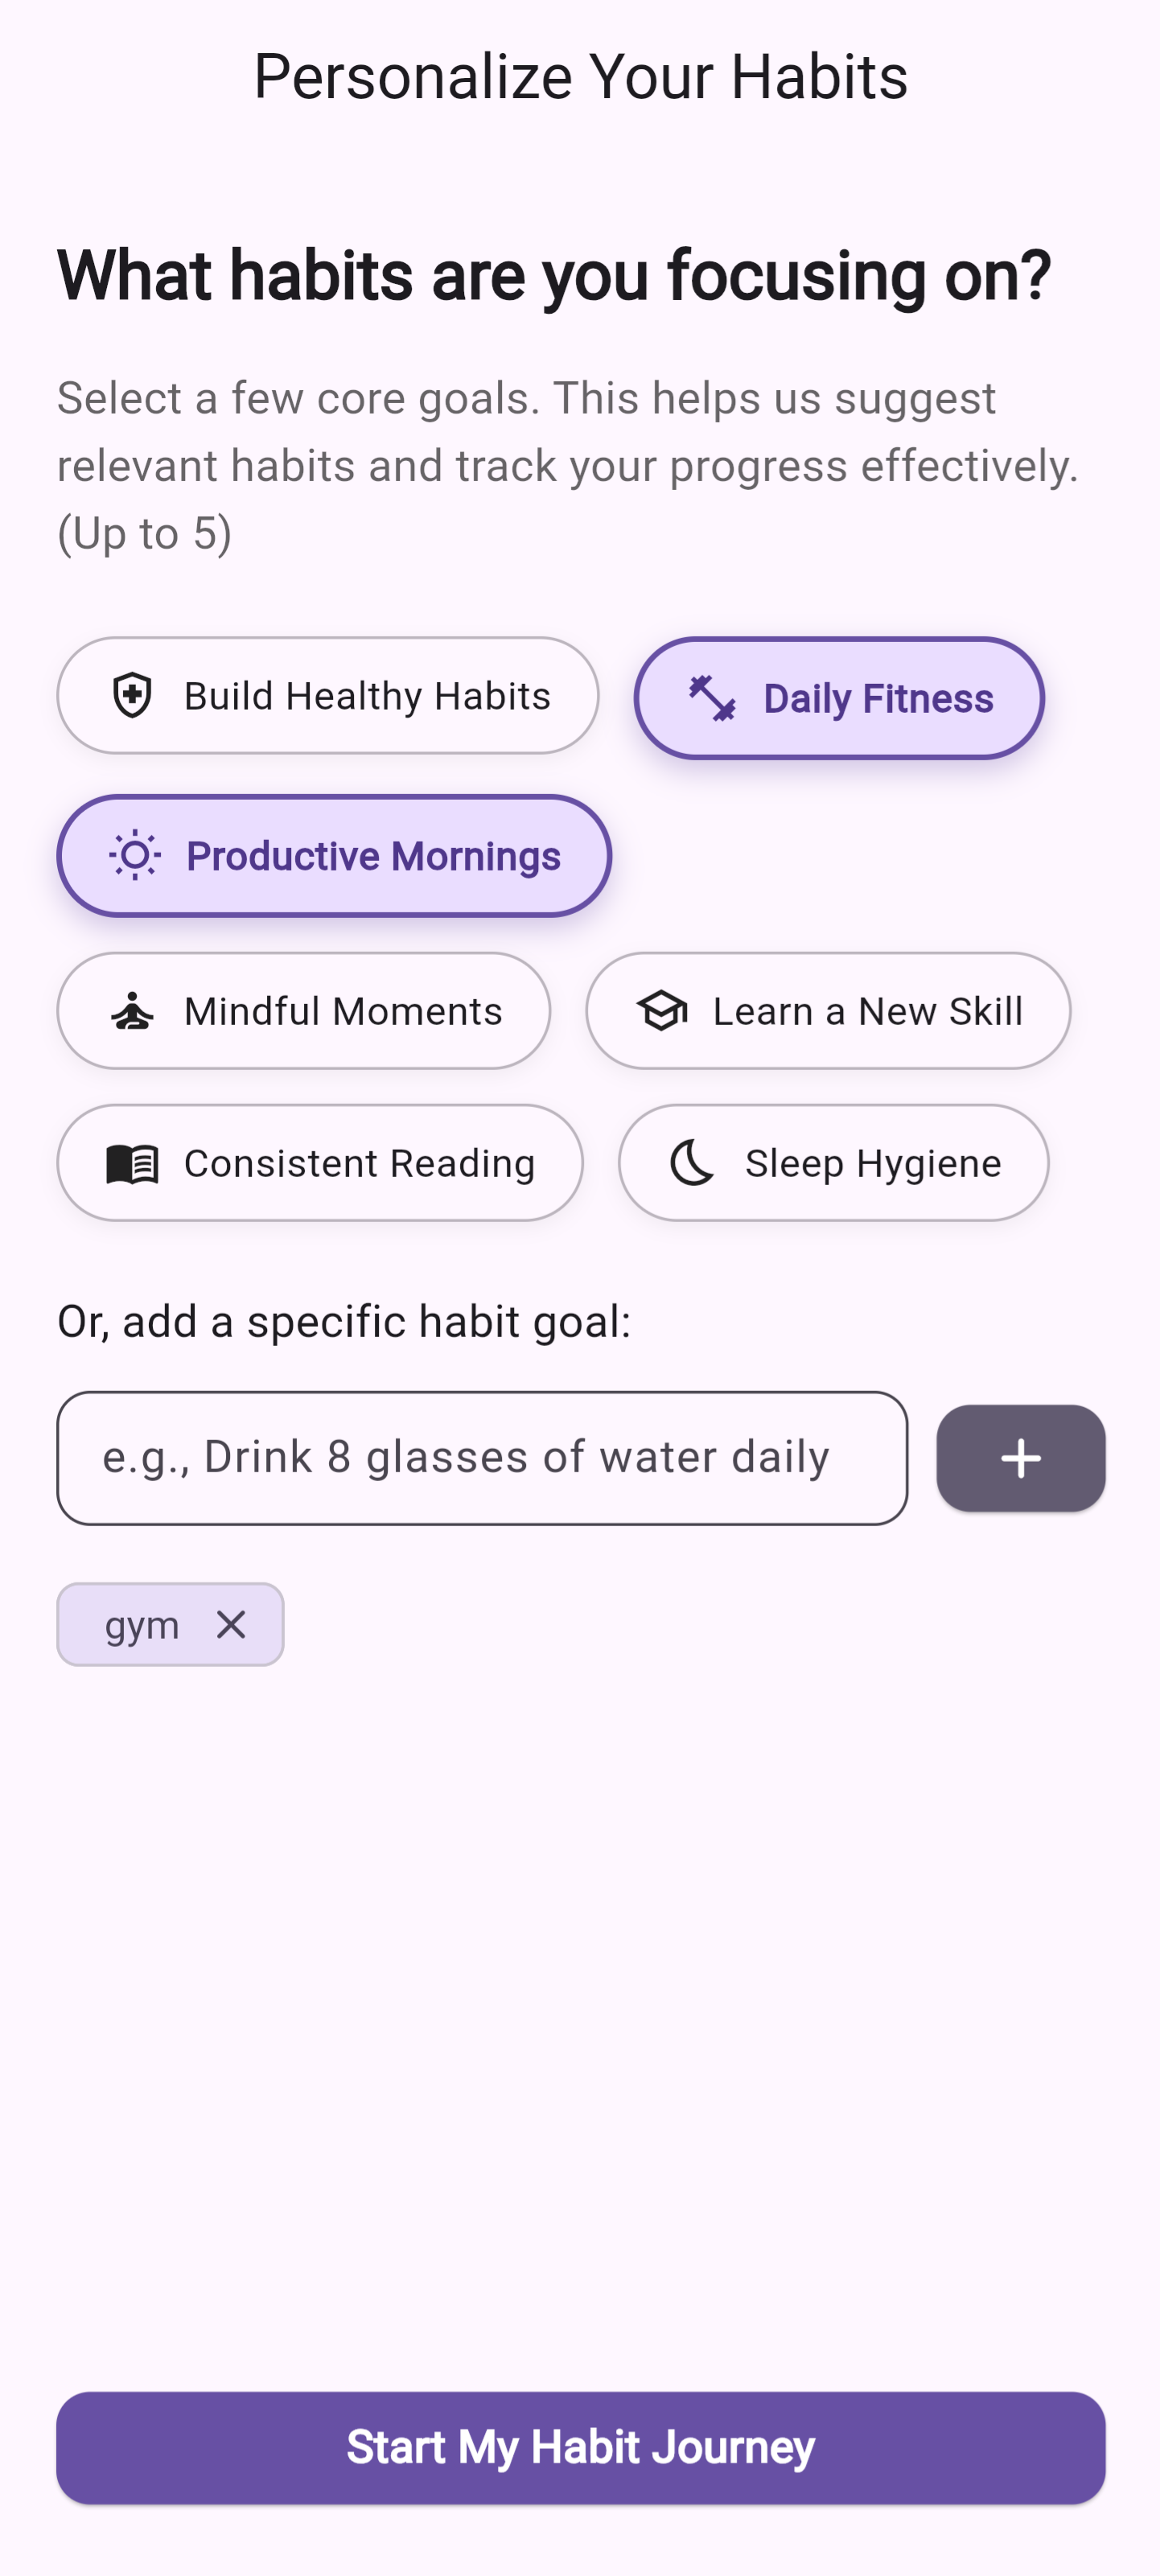 Personalize Your Habits
What habits are you focusing on?
Select a few core goals. This helps us suggest
relevant habits and track your progress effectively.
(Up to 5)
Build Healthy Habits
Daily Fitness
Productive Mornings
Mindful Moments
Learn a New Skill
Consistent Reading
Sleep Hygiene
Or, add a specific habit goal:
e.g., Drink 8 glasses of water daily
gym
Start My Habit Journey